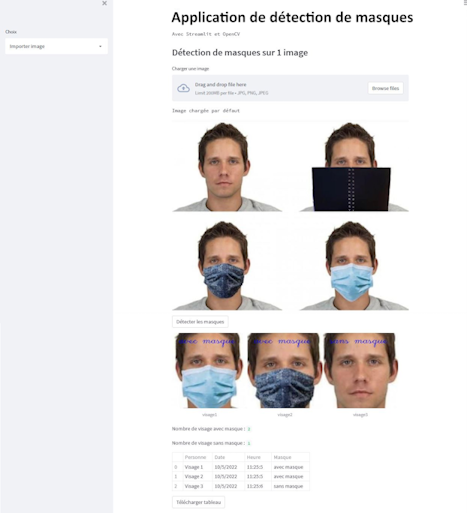 Application de détection de masques
Avec Streamlit et OpenCV
Choix
Importer image
Détection de masques sur 1 image
Charger une image
Drag and drop file here
Limit 200MB per file • JPG, PNG, JPEG
Browse files
Image chargée par défaut
Détecter les masques
avec masque
avec masque
sans masque
visage1
visage2
visage3
Nombre de visage avec masque : 2
Nombre de visage sans masque : 1
Personne Date Heure Masque
0 Visage 1 10/5/2022 11:25:5 avec masque
1 Visage 2 10/5/2022 11:25:5 avec masque
2 Visage 3 10/5/2022 11:25:6 sans masque
Télécharger tableau